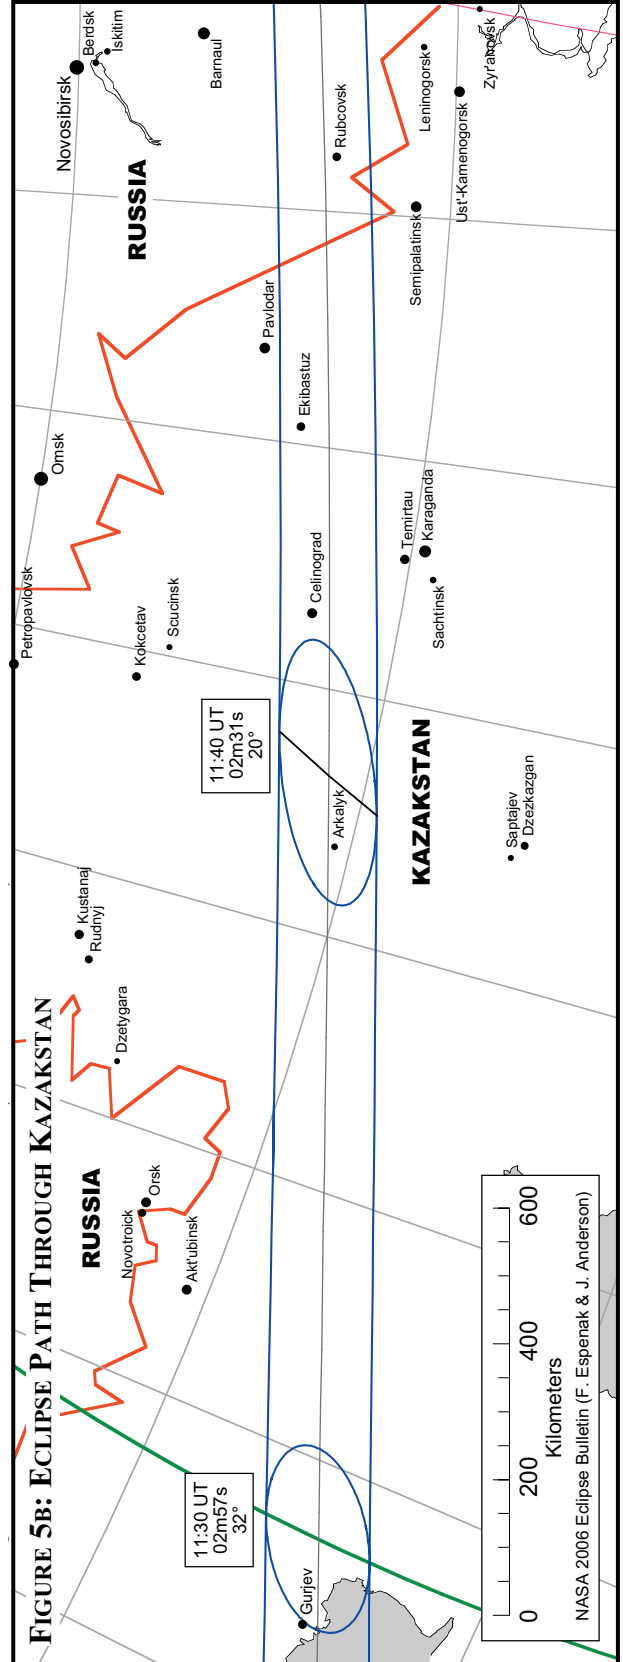 FIGURE 5B: ECLIPSE PATH THROUGH KAZAKSTAN
Novosibirsk
Berdsk
Iskitim
Barnaul
RUSSIA
Rubcovsk
Leninogorsk
Zyr'anovsk
Ust'-Kamenogorsk
Semipalatinsk
Pavlodar
Ekibastuz
Omsk
Petropavlovsk
Kokcetav
Scucinsk
Celinograd
Temirtau
Karaganda
Sachtinsk
11:40 UT
02m31s
20°
Arkalyk
KAZAKSTAN
Saptajev
Dzezkazgan
Kustanaj
Rudnyj
Dzetygara
RUSSIA
Novotroick
Orsk
Akt'ubinsk
11:30 UT
02m57s
32°
Gurjev
0 200 400 600
Kilometers
NASA 2006 Eclipse Bulletin (F. Espenak & J. Anderson)